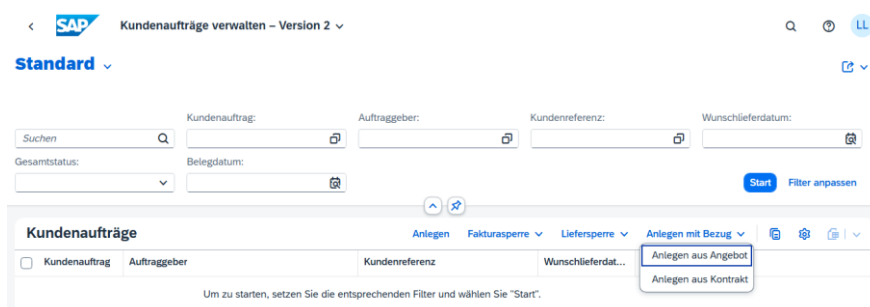 SAP Kundenaufträge verwalten – Version 2 LL
Standard
Kundenauftrag: Auftraggeber: Kundenreferenz: Wunschlieferdatum:
Suchen
Gesamtstatus: Belegdatum:
Start Filter anpassen
Kundenaufträge Anlegen Fakturasperre Liefersperre Anlegen mit Bezug
Anlegen aus Angebot
Kundenauftrag Auftraggeber Kundenreferenz Wunschlieferdat...
Anlegen aus Kontrakt
Um zu starten, setzen Sie die entsprechenden Filter und wählen Sie "Start".